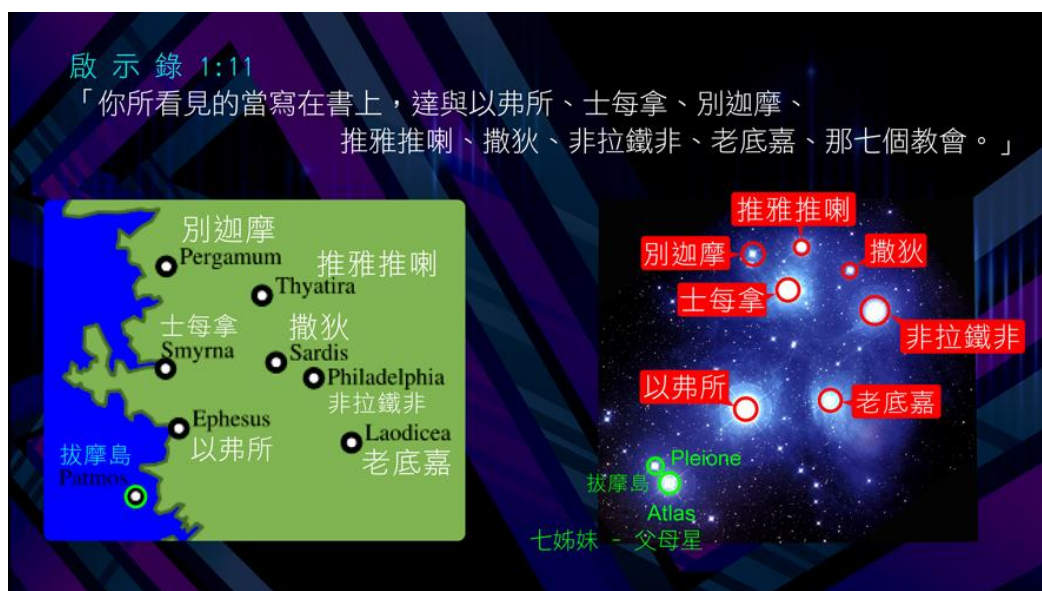 啟 示 錄 1:11
「你所看見的當寫在書上，達與以弗所、士每拿、別迦摩、
推雅推喇、撒狄、非拉鐵非、老底嘉、那七個教會。」
別迦摩
Pergamum
推雅推喇
Thyatira
士每拿
Smyrna
撒狄
Sardis
Philadelphia
非拉鐵非
Ephesus
以弗所
Laodicea
老底嘉
拔摩島
Patmos
推雅推喇
別迦摩
撒狄
士每拿
非拉鐵非
以弗所
老底嘉
Pleione
拔摩島
Atlas
七姊妹 - 父母星